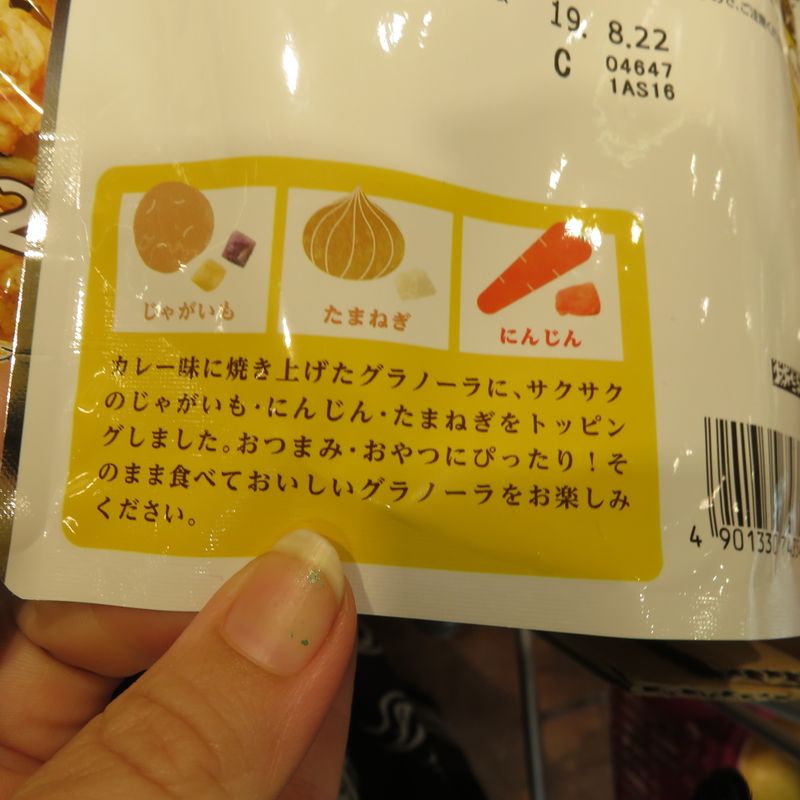 19. 8.22
C 04647
1AS16
じゃがいも
たまねぎ
にんじん
カレー味に焼き上げたグラノーラに、サクサク
のじゃがいも・にんじん・たまねぎをトッピン
グしました。おつまみ・おやつにぴったり！そ
のまま食べておいしいグラノーラをお楽しみ
ください。
4 901330